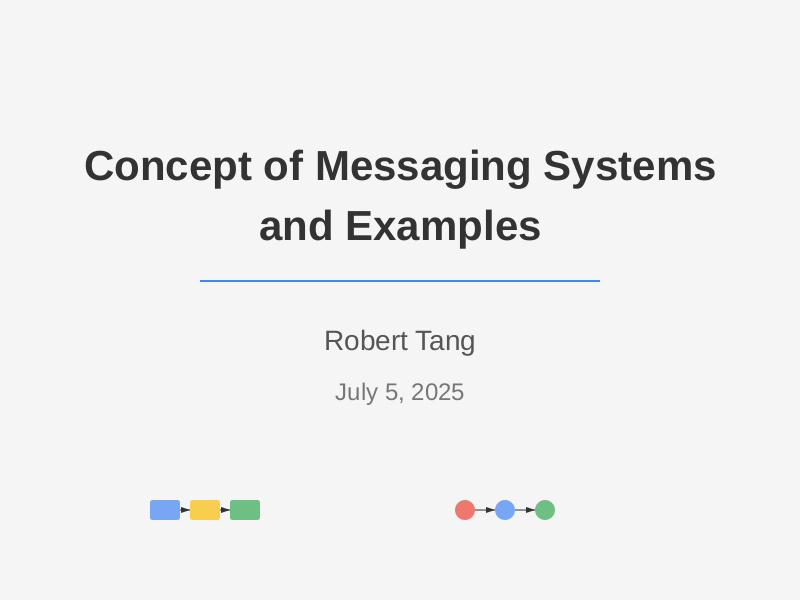 Concept of Messaging Systems
and Examples
Robert Tang
July 5, 2025